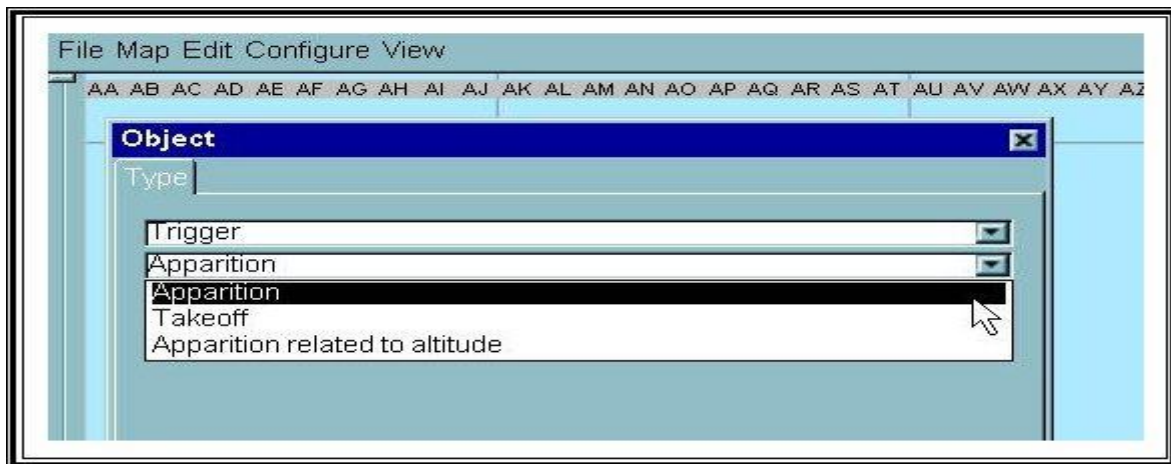 File Map Edit Configure View
AA AB AC AD AE AF AG AH AI AJ AK AL AM AN AO AP AQ AR AS AT AU AV AW AX AY AZ
Object
Type
Trigger
Apparition
Apparition
Takeoff
Apparition related to altitude